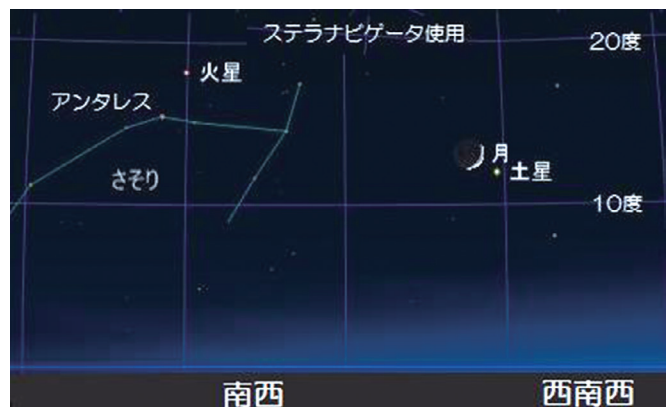 ステラナビゲータ使用
20度
火星
アンタレス
月
土星
さそり
10度
南西
西南西